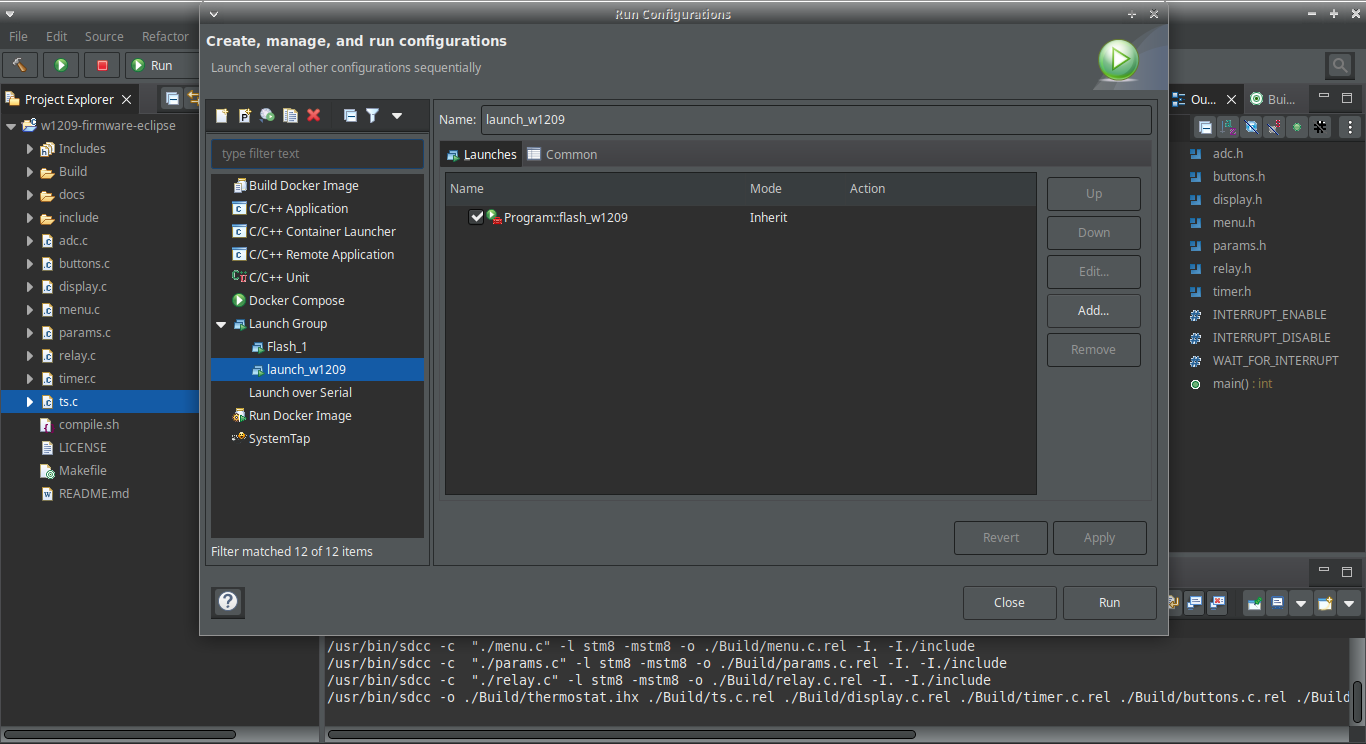 Run Configurations
File Edit Source Refactor
Create, manage, and run configurations
Launch several other configurations sequentially
Run
Project Explorer
w1209-firmware-eclipse
Includes
Build
docs
include
adc.c
buttons.c
display.c
menu.c
params.c
relay.c
timer.c
ts.c
compile.sh
LICENSE
Makefile
README.md
type filter text
Build Docker Image
C/C++ Application
C/C++ Container Launcher
C/C++ Remote Application
C/C++ Unit
Docker Compose
Launch Group
Flash_1
launch_w1209
Launch over Serial
Run Docker Image
SystemTap
Filter matched 12 of 12 items
Name: launch_w1209
Launches Common
Name Mode Action
Program::flash_w1209 Inherit
Up
Down
Edit...
Add...
Remove
Revert Apply
Close Run
Ou... Bui...
adc.h
buttons.h
display.h
menu.h
params.h
relay.h
timer.h
INTERRUPT_ENABLE
INTERRUPT_DISABLE
WAIT_FOR_INTERRUPT
main() : int
/usr/bin/sdcc -c "./menu.c" -l stm8 -mstm8 -o ./Build/menu.c.rel -I. -I./include
/usr/bin/sdcc -c "./params.c" -l stm8 -mstm8 -o ./Build/params.c.rel -I. -I./include
/usr/bin/sdcc -c "./relay.c" -l stm8 -mstm8 -o ./Build/relay.c.rel -I. -I./include
/usr/bin/sdcc -o ./Build/thermostat.ihx ./Build/ts.c.rel ./Build/display.c.rel ./Build/timer.c.rel ./Build/buttons.c.rel ./Build